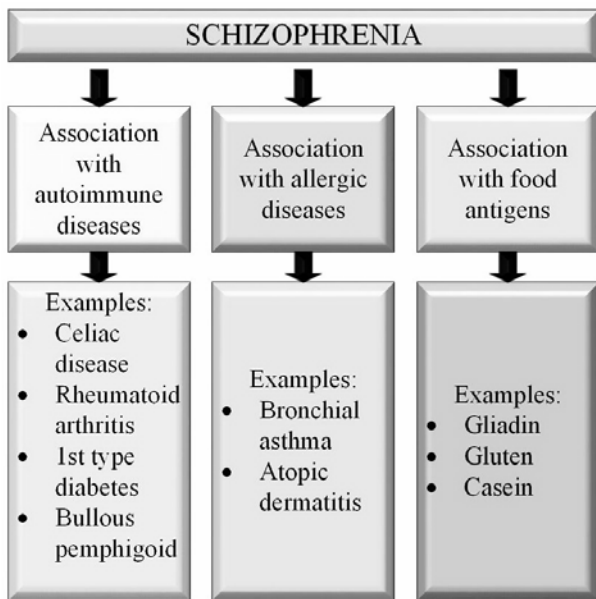 SCHIZOPHRENIA
Association
with
autoimmune
diseases
Association
with allergic
diseases
Association
with food
antigens
Examples:
• Celiac
disease
• Rheumatoid
arthritis
• 1st type
diabetes
• Bullous
pemphigoid
Examples:
• Bronchial
asthma
• Atopic
dermatitis
Examples:
• Gliadin
• Gluten
• Casein